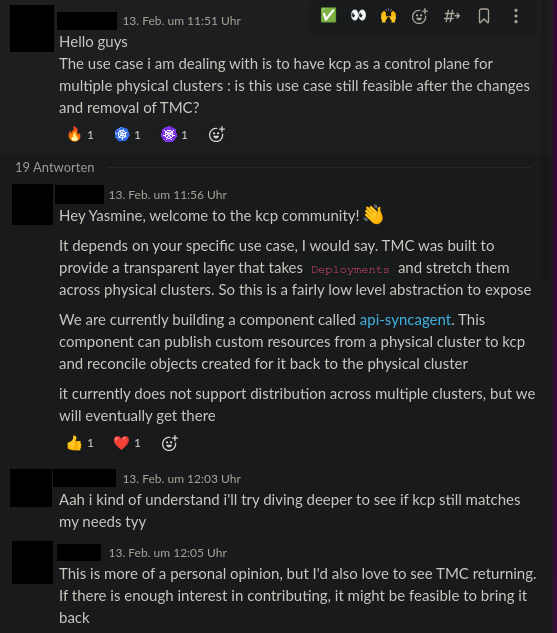 13. Feb. um 11:51 Uhr
Hello guys
The use case i am dealing with is to have kcp as a control plane for
multiple physical clusters : is this use case still feasible after the changes
and removal of TMC?
1 1 1
19 Antworten
13. Feb. um 11:56 Uhr
Hey Yasmine, welcome to the kcp community!
It depends on your specific use case, I would say. TMC was built to
provide a transparent layer that takes Deployments and stretch them
across physical clusters. So this is a fairly low level abstraction to expose
We are currently building a component called api-syncagent. This
component can publish custom resources from a physical cluster to kcp
and reconcile objects created for it back to the physical cluster
it currently does not support distribution across multiple clusters, but we
will eventually get there
1 1
13. Feb. um 12:03 Uhr
Aah i kind of understand i'll try diving deeper to see if kcp still matches
my needs tyy
13. Feb. um 12:05 Uhr
This is more of a personal opinion, but I'd also love to see TMC returning.
If there is enough interest in contributing, it might be feasible to bring it
back